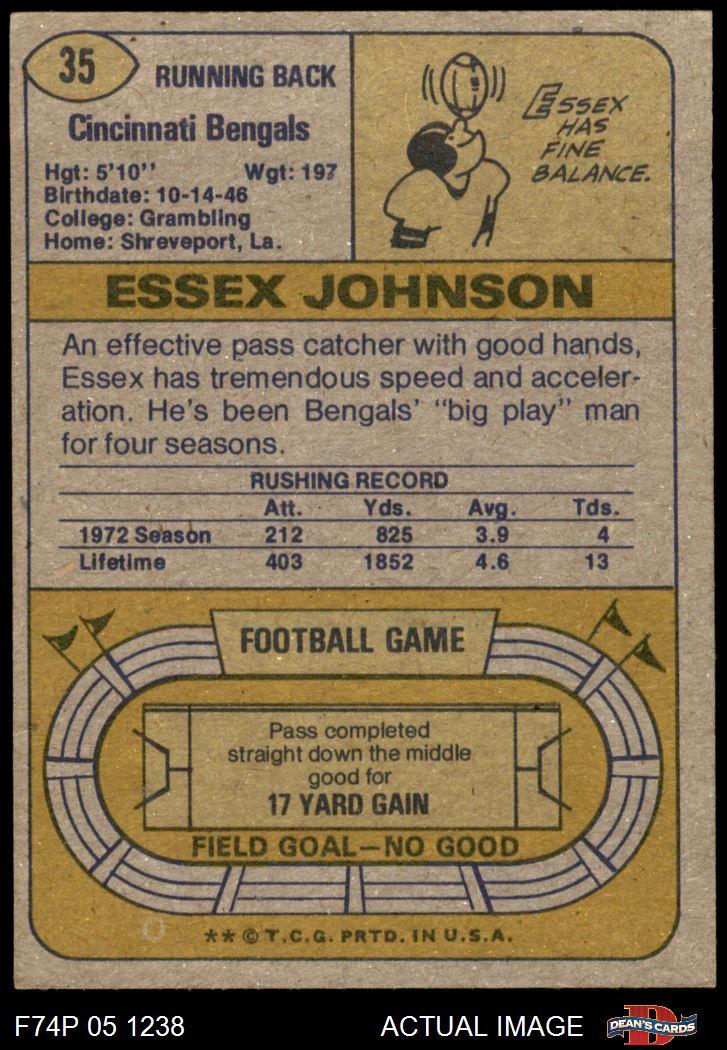 35
RUNNING BACK
Cincinnati Bengals
Hgt: 5'10'' Wgt: 197
Birthdate: 10-14-46
College: Grambling
Home: Shreveport, La.
ESSEX
HAS
FINE
BALANCE.
ESSEX JOHNSON
An effective pass catcher with good hands,
Essex has tremendous speed and acceler-
ation. He's been Bengals' "big play" man
for four seasons.
RUSHING RECORD
Att. Yds. Avg. Tds.
1972 Season 212 825 3.9 4
Lifetime 403 1852 4.6 13
FOOTBALL GAME
Pass completed
straight down the middle
good for
17 YARD GAIN
FIELD GOAL—NO GOOD
** © T.C.G. PRTD. IN U.S.A.
F74P 05 1238 ACTUAL IMAGE
D
DEAN'S CARDS